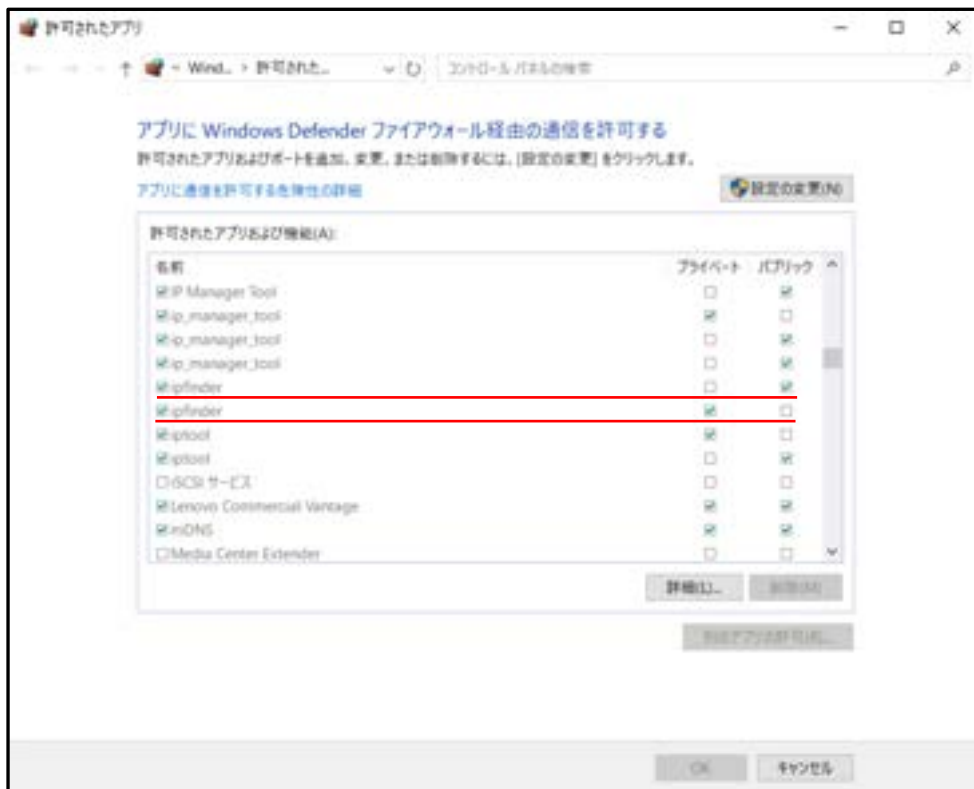 許可されたアプリ
Wind... › 許可された...
コントロール パネルの検索
アプリに Windows Defender ファイアウォール経由の通信を許可する
許可されたアプリおよびポートを追加、変更、または削除するには、[設定の変更] をクリックします。
アプリに通信を許可する危険性の詳細
設定の変更(N)
許可されたアプリおよび機能(A):
名前 プライベート パブリック
IP Manager Tool
ip_manager_tool
ip_manager_tool
ip_manager_tool
ipfinder
ipfinder
iptool
iptool
iSCSI サービス
Lenovo Commercial Vantage
mDNS
Media Center Extender
詳細(L)...
削除(M)
別のアプリの許可(R)...
OK
キャンセル